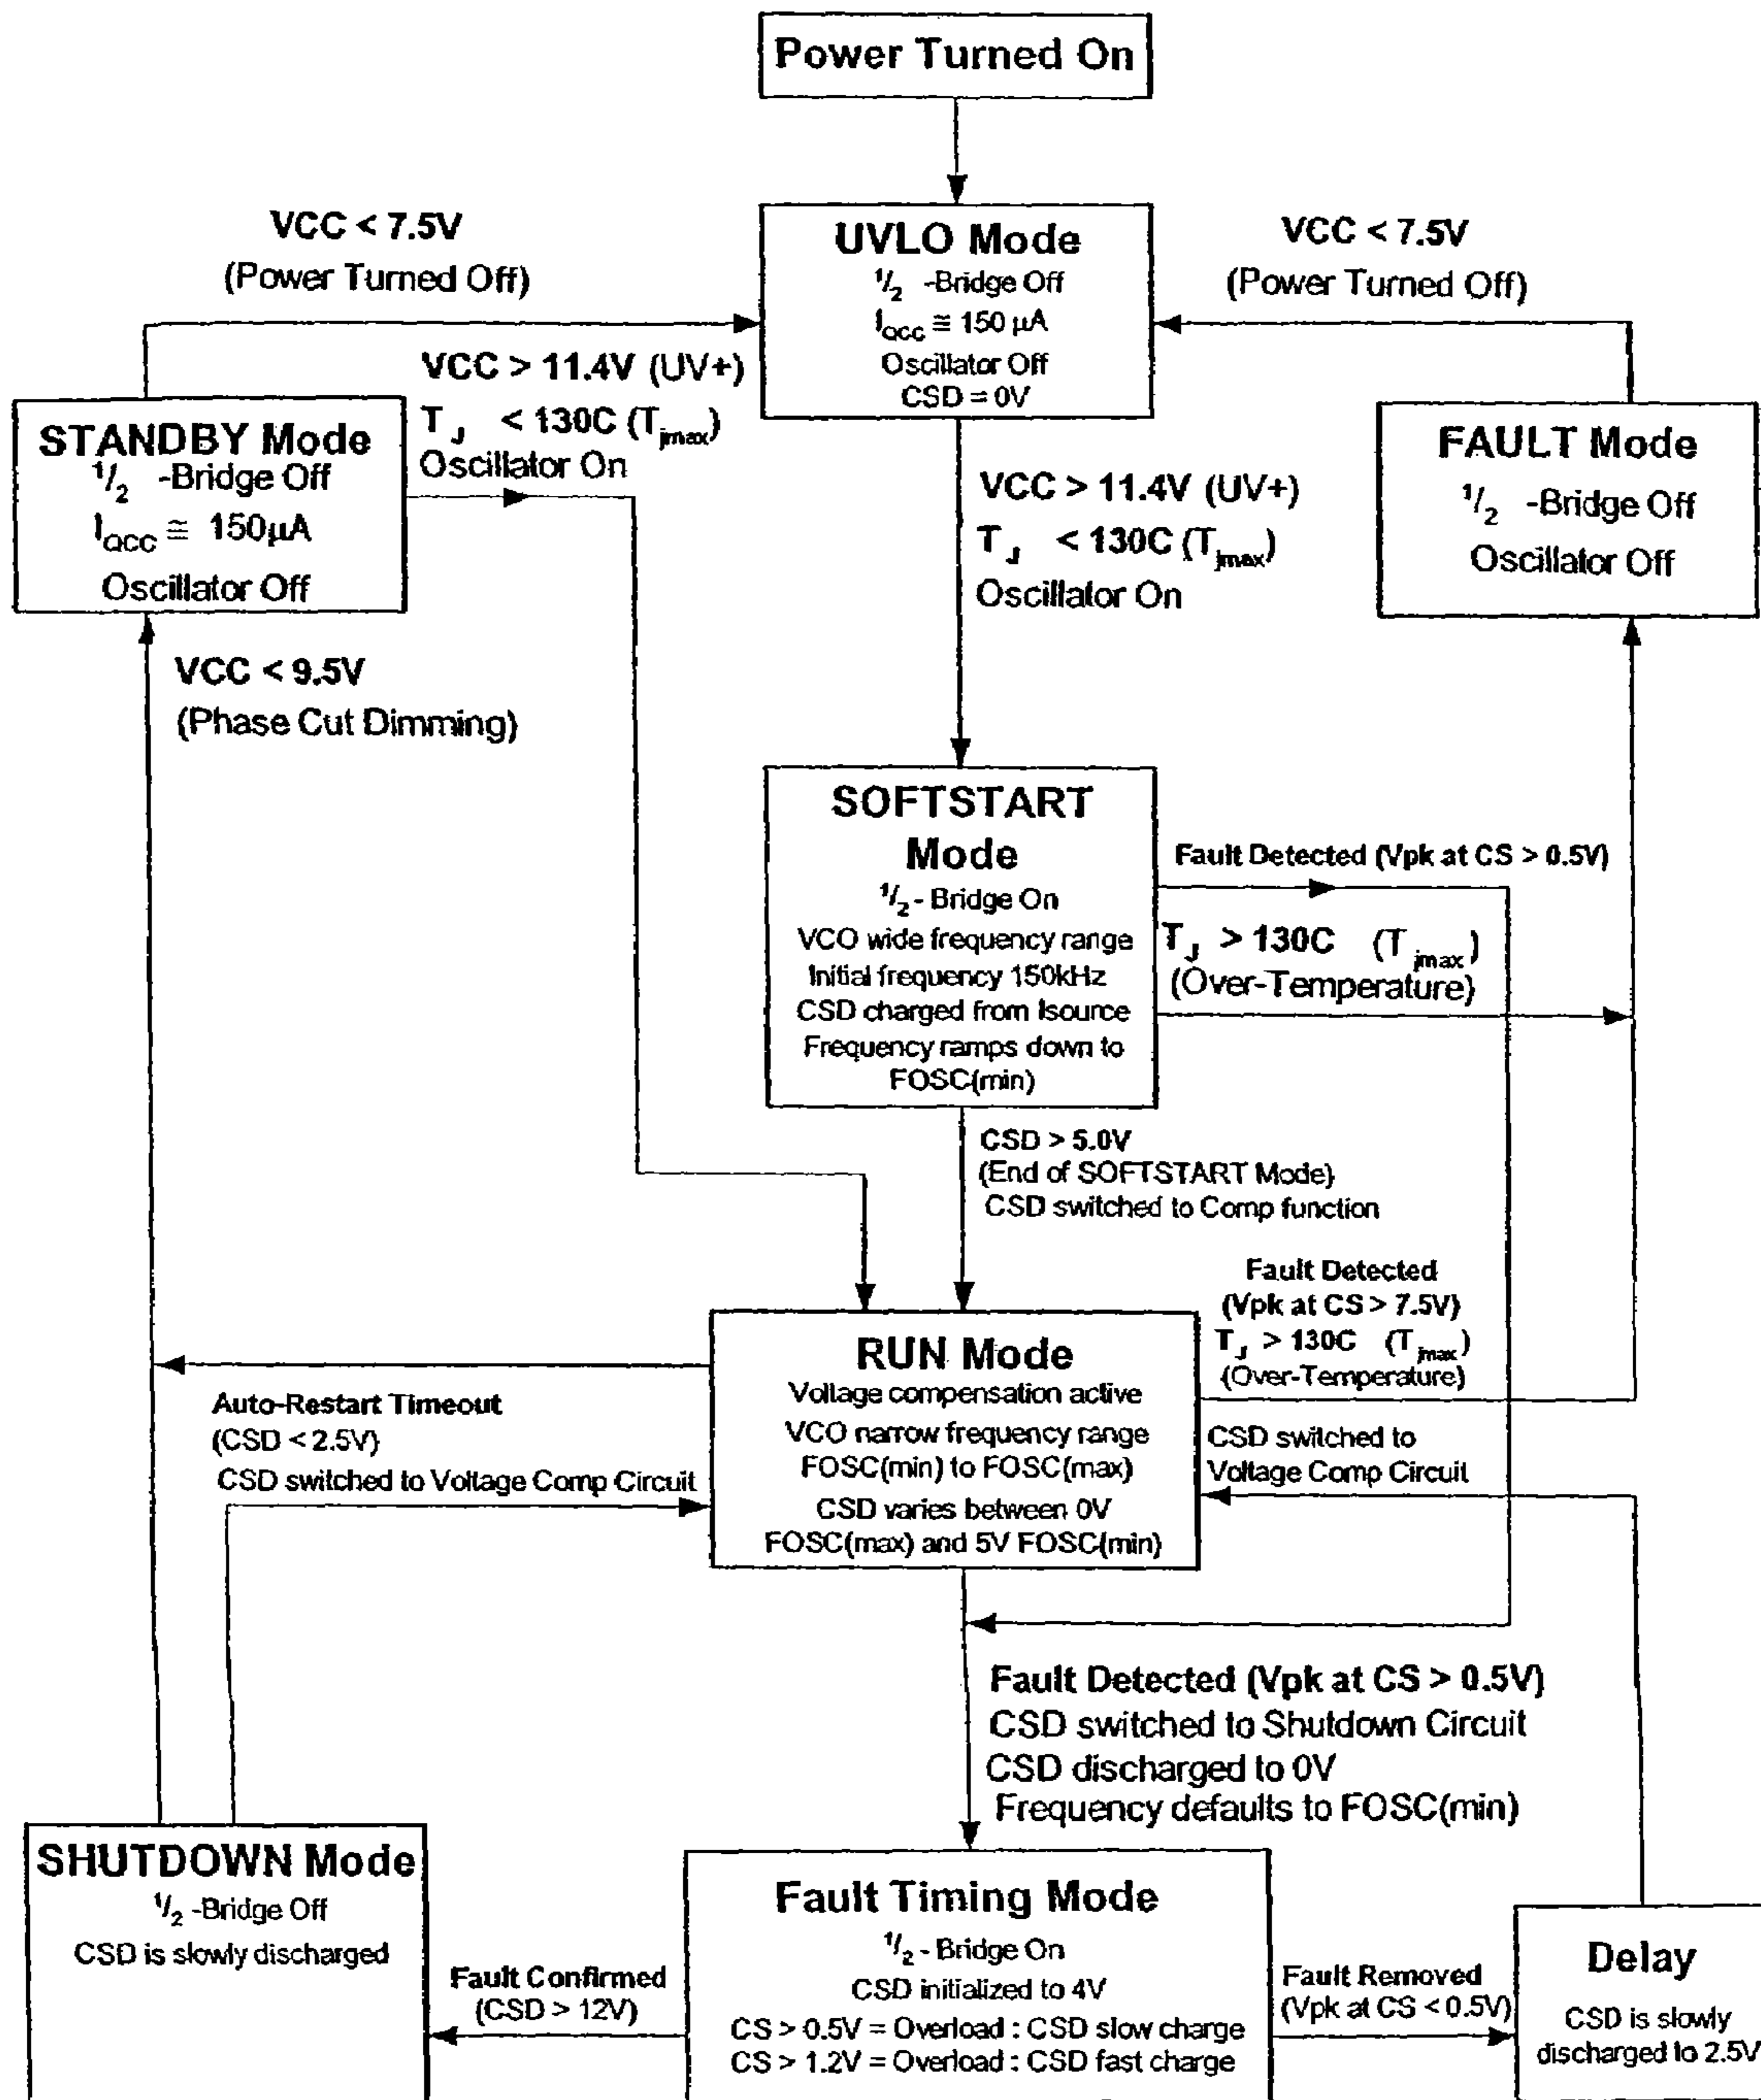 Power Turned On
VCC < 7.5V
(Power Turned Off)
UVLO Mode
1/2 -Bridge Off
IQCC ≅ 150 µA
Oscillator Off
CSD = 0V
VCC < 7.5V
(Power Turned Off)
VCC > 11.4V (UV+)
TJ < 130C (Tjmax)
Oscillator On
STANDBY Mode
1/2 -Bridge Off
IQCC ≅ 150µA
Oscillator Off
FAULT Mode
1/2 -Bridge Off
Oscillator Off
VCC > 11.4V (UV+)
TJ < 130C (Tjmax)
Oscillator On
VCC < 9.5V
(Phase Cut Dimming)
SOFTSTART
Mode
1/2 - Bridge On
VCO wide frequency range
Initial frequency 150kHz
CSD charged from Isource
Frequency ramps down to
FOSC(min)
Fault Detected (Vpk at CS > 0.5V)
TJ > 130C (Tjmax)
(Over-Temperature)
CSD > 5.0V
(End of SOFTSTART Mode)
CSD switched to Comp function
Fault Detected
(Vpk at CS > 7.5V)
TJ > 130C (Tjmax)
(Over-Temperature)
RUN Mode
Voltage compensation active
VCO narrow frequency range
FOSC(min) to FOSC(max)
CSD varies between 0V
FOSC(max) and 5V FOSC(min)
Auto-Restart Timeout
(CSD < 2.5V)
CSD switched to Voltage Comp Circuit
CSD switched to
Voltage Comp Circuit
Fault Detected (Vpk at CS > 0.5V)
CSD switched to Shutdown Circuit
CSD discharged to 0V
Frequency defaults to FOSC(min)
SHUTDOWN Mode
1/2 -Bridge Off
CSD is slowly discharged
Fault Confirmed
(CSD > 12V)
Fault Timing Mode
1/2 - Bridge On
CSD initialized to 4V
CS > 0.5V = Overload : CSD slow charge
CS > 1.2V = Overload : CSD fast charge
Fault Removed
(Vpk at CS < 0.5V)
Delay
CSD is slowly
discharged to 2.5V